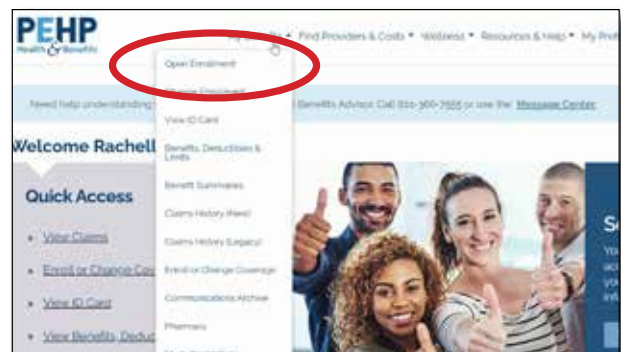 PEHP
Health & Benefits
Find Providers & Costs Wellness Resources & Help My
Open Enrollment
Need help understanding
Benefits Advisor. Call 801-366-7555 or use the Message Center
View ID Card
Welcome Rachell
Benefits, Deductibles &
Limits
Quick Access
Benefit Summaries
Claims History (New)
View Claims
Claims History (Legacy)
Enroll or Change Cov
Enroll or Change Coverage
View ID Card
Communications Archive
Pharmacy
View Benefits, Deduct